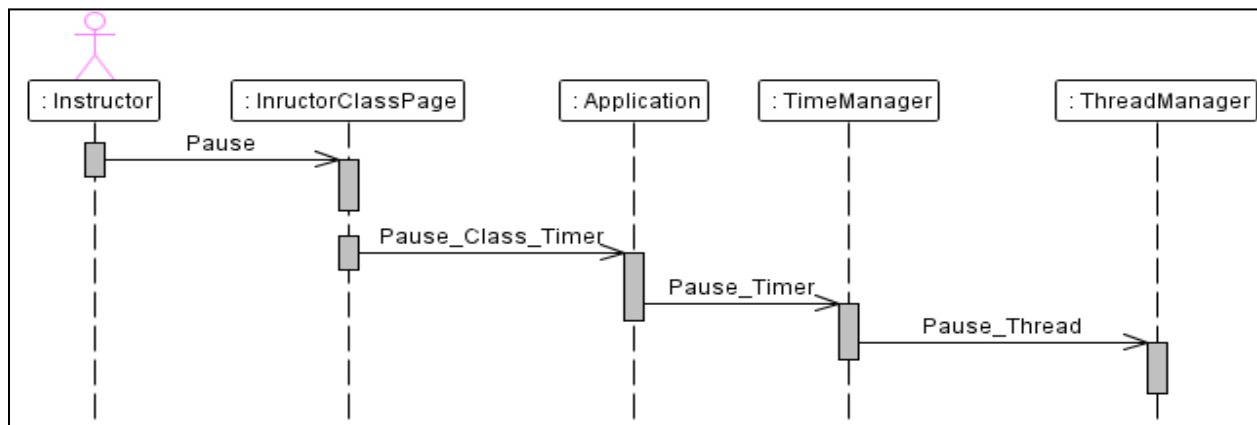 : Instructor
: InructorClassPage
: Application
: TimeManager
: ThreadManager
Pause
Pause_Class_Timer
Pause_Timer
Pause_Thread